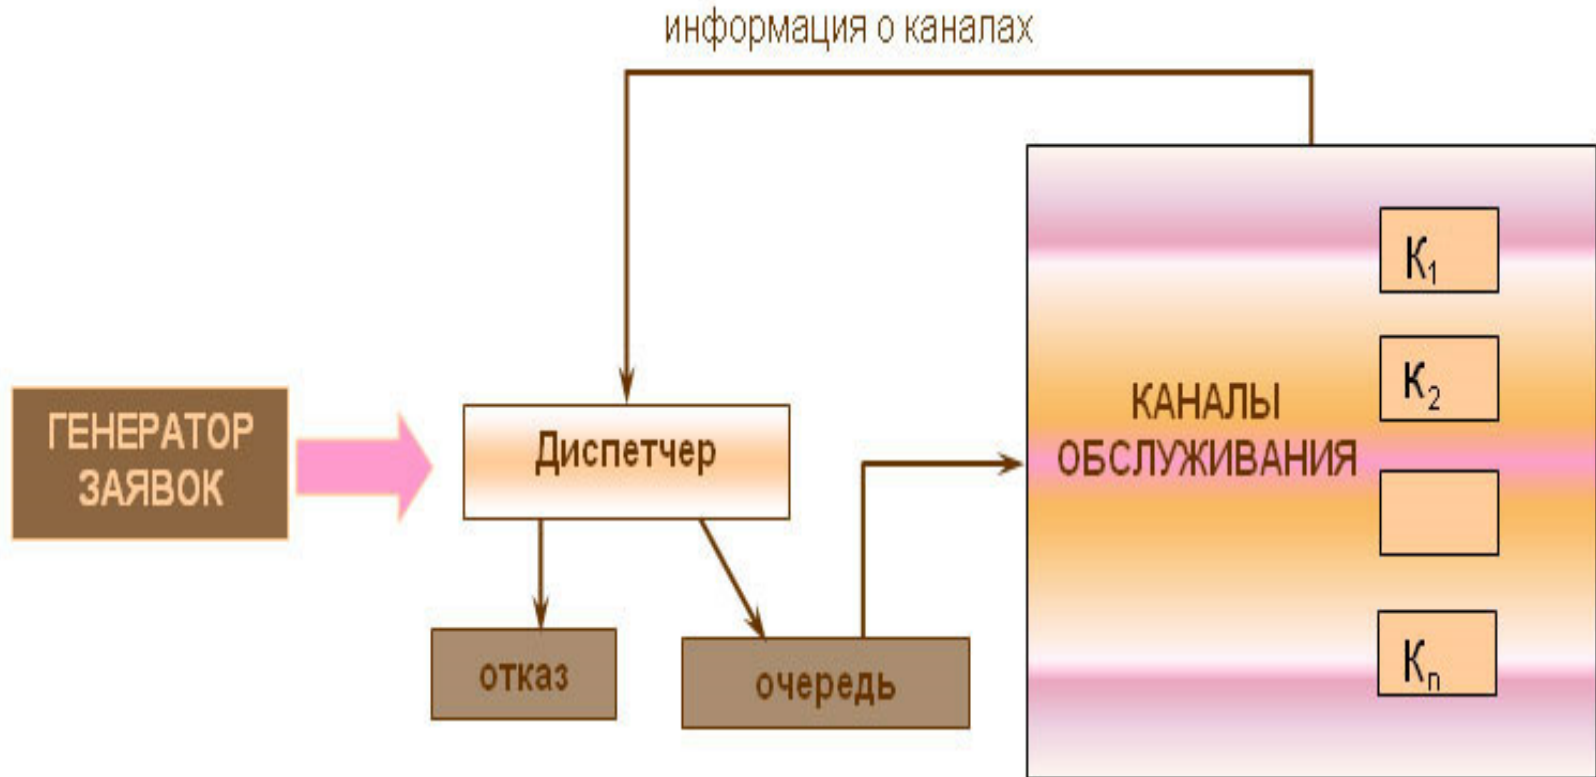 информация о каналах
ГЕНЕРАТОР
ЗАЯВОК
Диспетчер
отказ
очередь
КАНАЛЫ
ОБСЛУЖИВАНИЯ
К₁
К₂
Кₙ